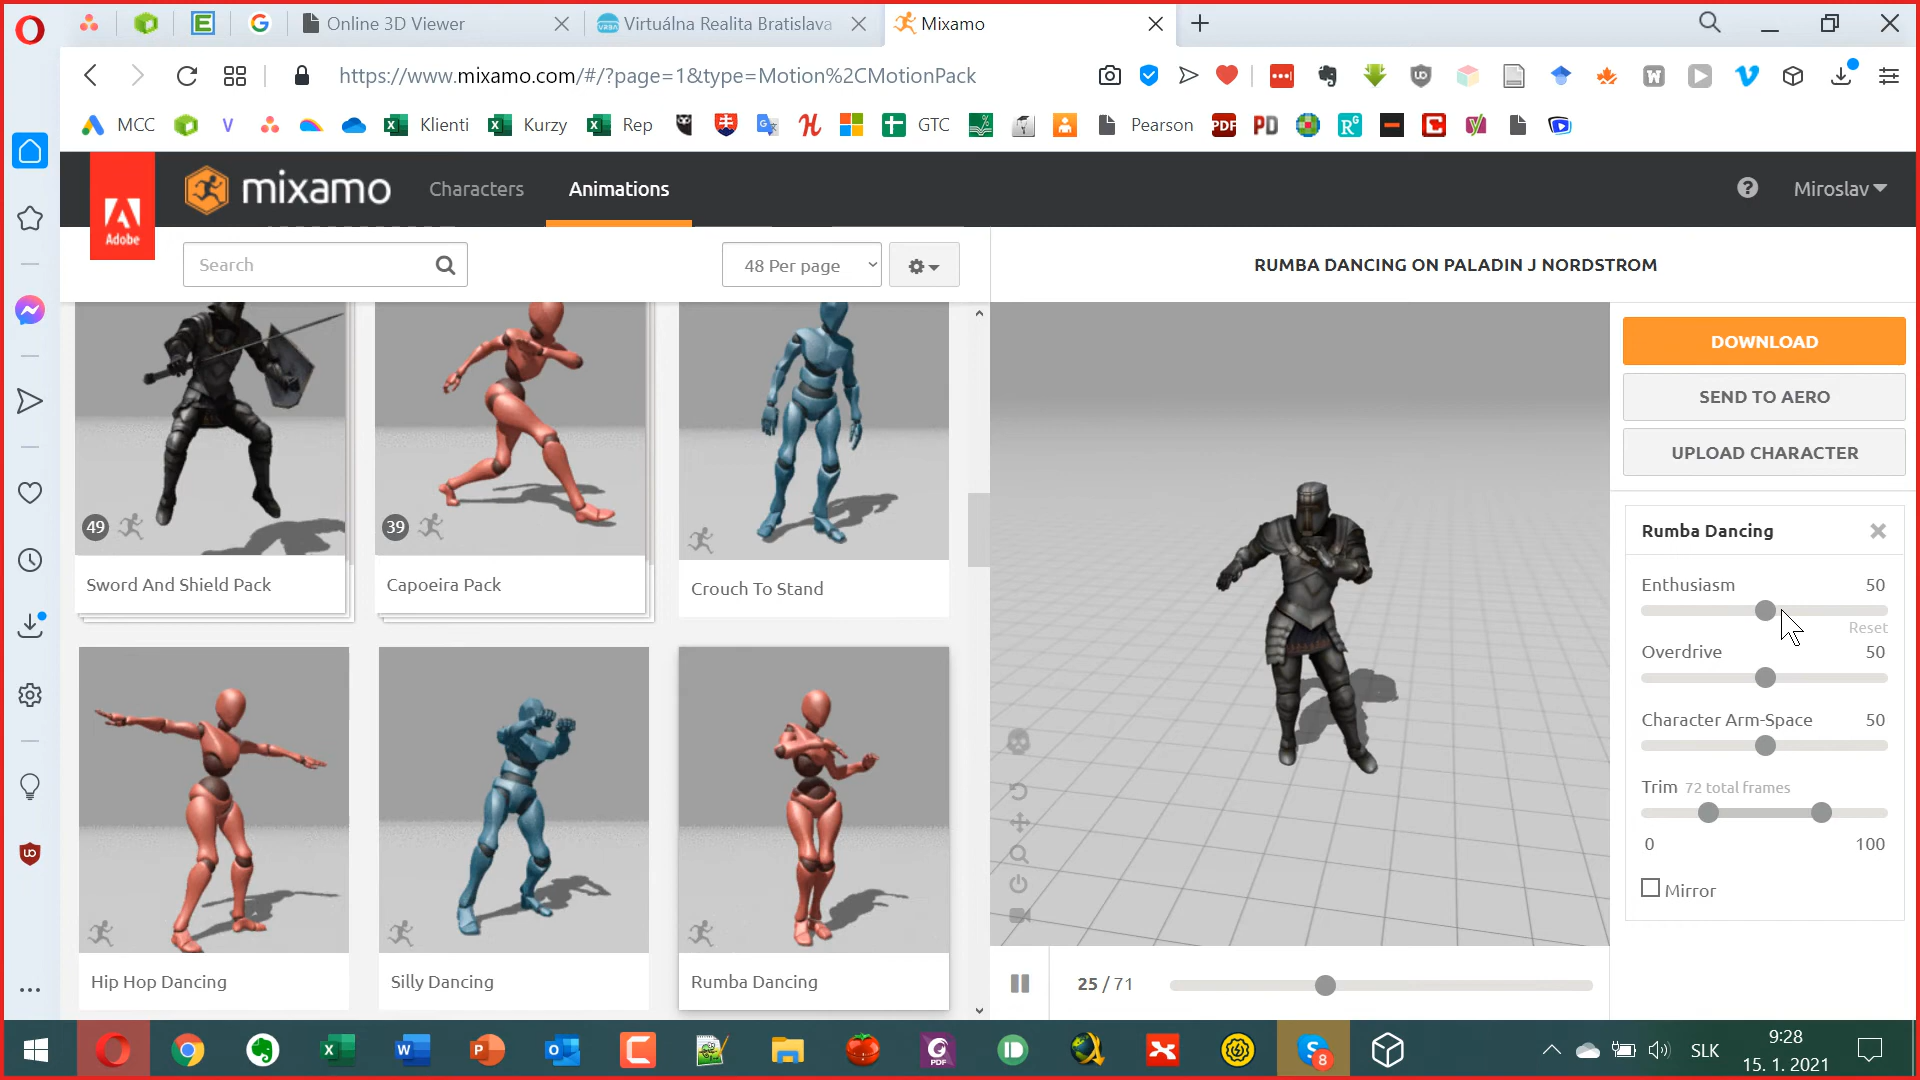 Online 3D Viewer
Virtuálna Realita Bratislava
Mixamo
https://www.mixamo.com/#/?page=1&type=Motion%2CMotionPack
MCC
Klienti
Kurzy
Rep
GTC
Pearson
PDF
PD
Adobe
mixamo
Characters
Animations
Miroslav
Search
48 Per page
RUMBA DANCING ON PALADIN J NORDSTROM
DOWNLOAD
SEND TO AERO
UPLOAD CHARACTER
49
Sword And Shield Pack
39
Capoeira Pack
Crouch To Stand
Hip Hop Dancing
Silly Dancing
Rumba Dancing
Rumba Dancing
Enthusiasm 50
Reset
Overdrive 50
Character Arm-Space 50
Trim 72 total frames
0 100
Mirror
25 / 71
PDF
8
SLK
9:28
15. 1. 2021